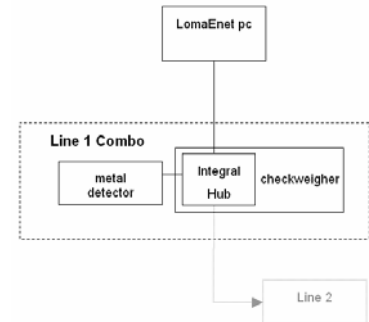 LomaEnet pc
Line 1 Combo
metal
detector
Integral
Hub
checkweigher
Line 2